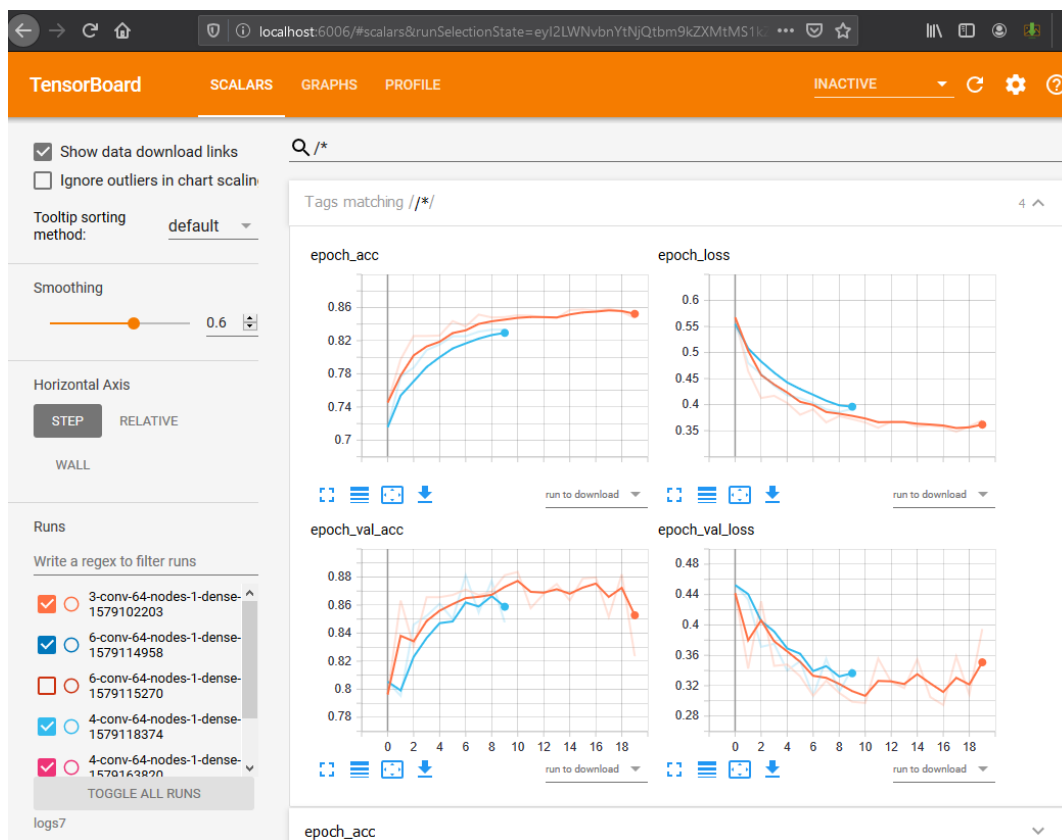 localhost:6006/#scalars&runSelectionState=eyI2LWNvbnYtNjQtbm9kZXMtMS1k
TensorBoard
SCALARS
GRAPHS
PROFILE
INACTIVE
Show data download links
Ignore outliers in chart scalin
Tooltip sorting
method:
default
Smoothing
0.6
Horizontal Axis
STEP
RELATIVE
WALL
Runs
Write a regex to filter runs
3-conv-64-nodes-1-dense-
1579102203
6-conv-64-nodes-1-dense-
1579114958
6-conv-64-nodes-1-dense-
1579115270
4-conv-64-nodes-1-dense-
1579118374
4-conv-64-nodes-1-dense-
1579163820
TOGGLE ALL RUNS
logs7
/*
Tags matching //*/
4
epoch_acc
0.86
0.82
0.78
0.74
0.7
run to download
epoch_loss
0.6
0.55
0.5
0.45
0.4
0.35
run to download
epoch_val_acc
0.88
0.86
0.84
0.82
0.8
0.78
0 2 4 6 8 10 12 14 16 18
run to download
epoch_val_loss
0.48
0.44
0.4
0.36
0.32
0.28
0 2 4 6 8 10 12 14 16 18
run to download
epoch_acc